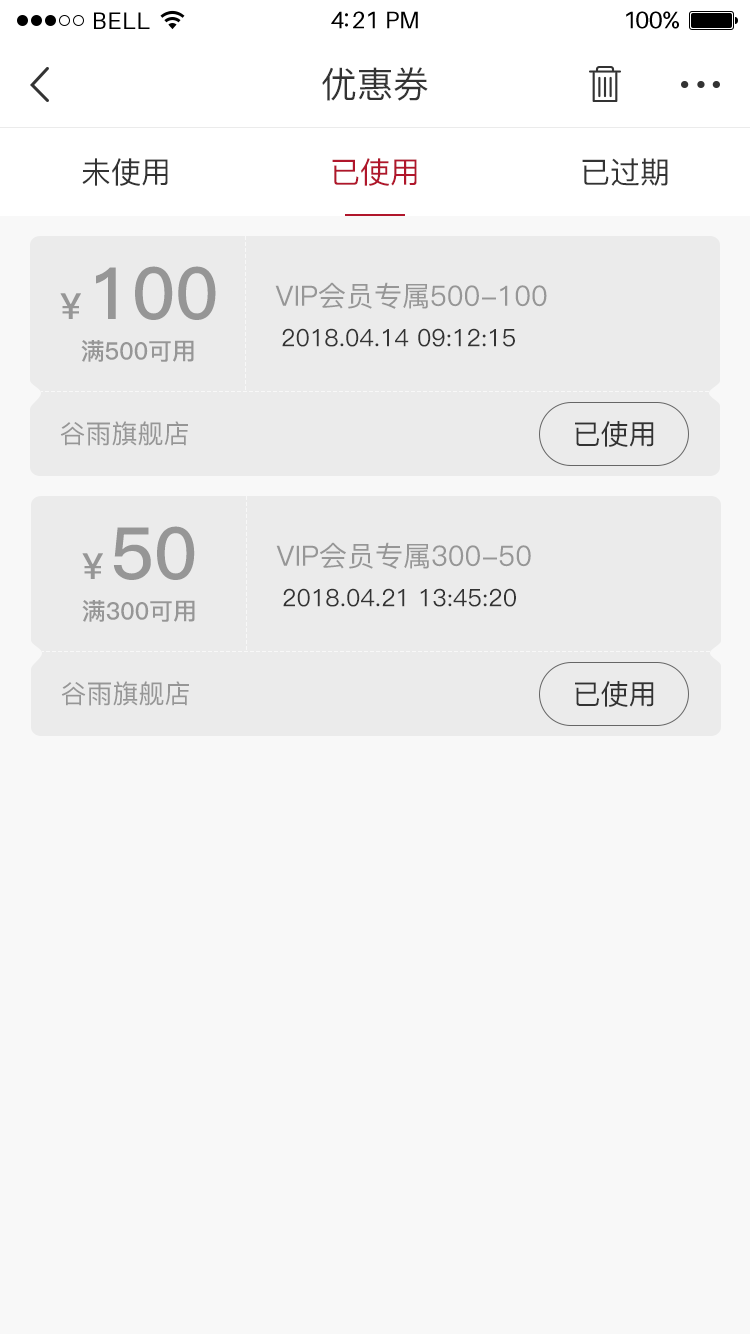 BELL 4:21 PM 100%
优惠券
未使用 已使用 已过期
¥100
满500可用
VIP会员专属500-100
2018.04.14 09:12:15
谷雨旗舰店 已使用
¥50
满300可用
VIP会员专属300-50
2018.04.21 13:45:20
谷雨旗舰店 已使用